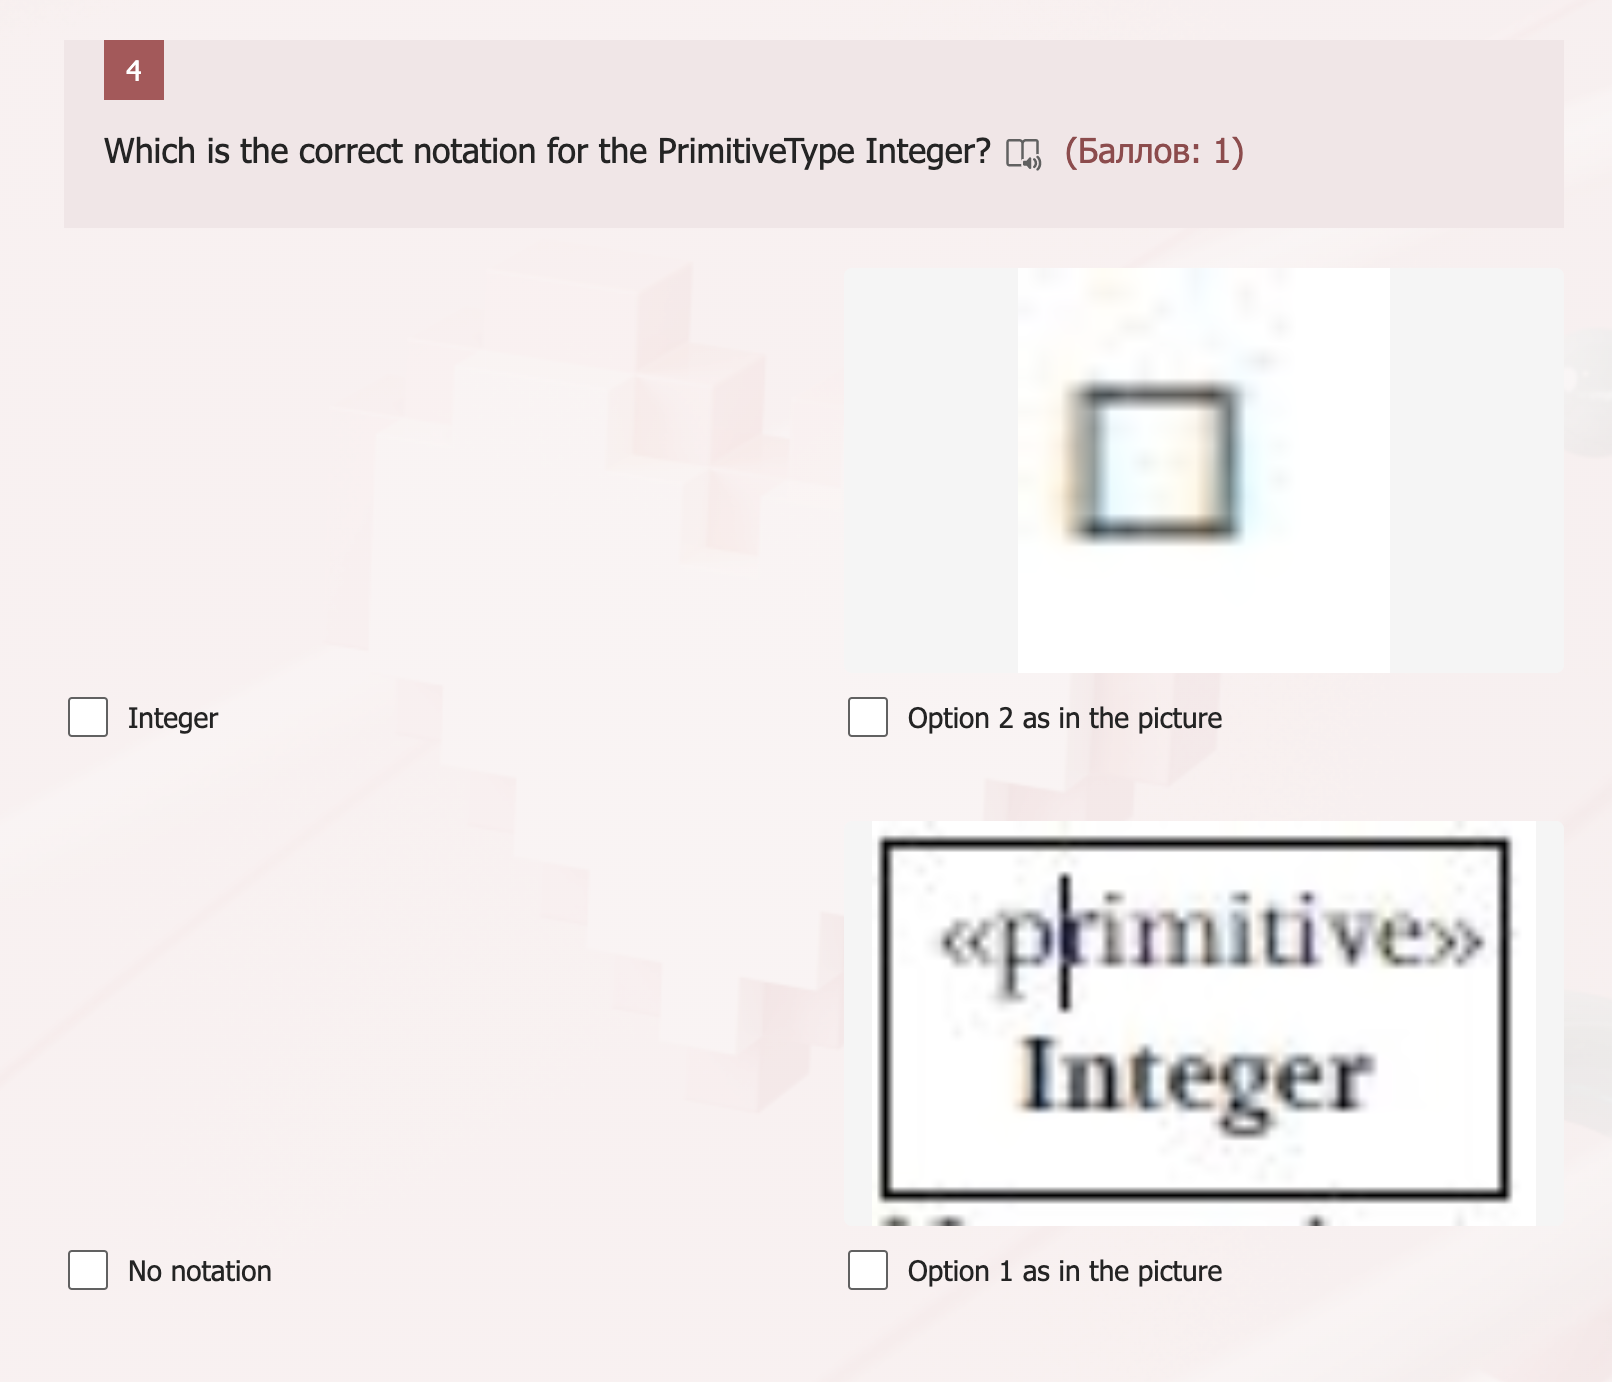 4
Which is the correct notation for the PrimitiveType Integer? (Баллов: 1)
Integer
Option 2 as in the picture
«primitive»
Integer
No notation
Option 1 as in the picture